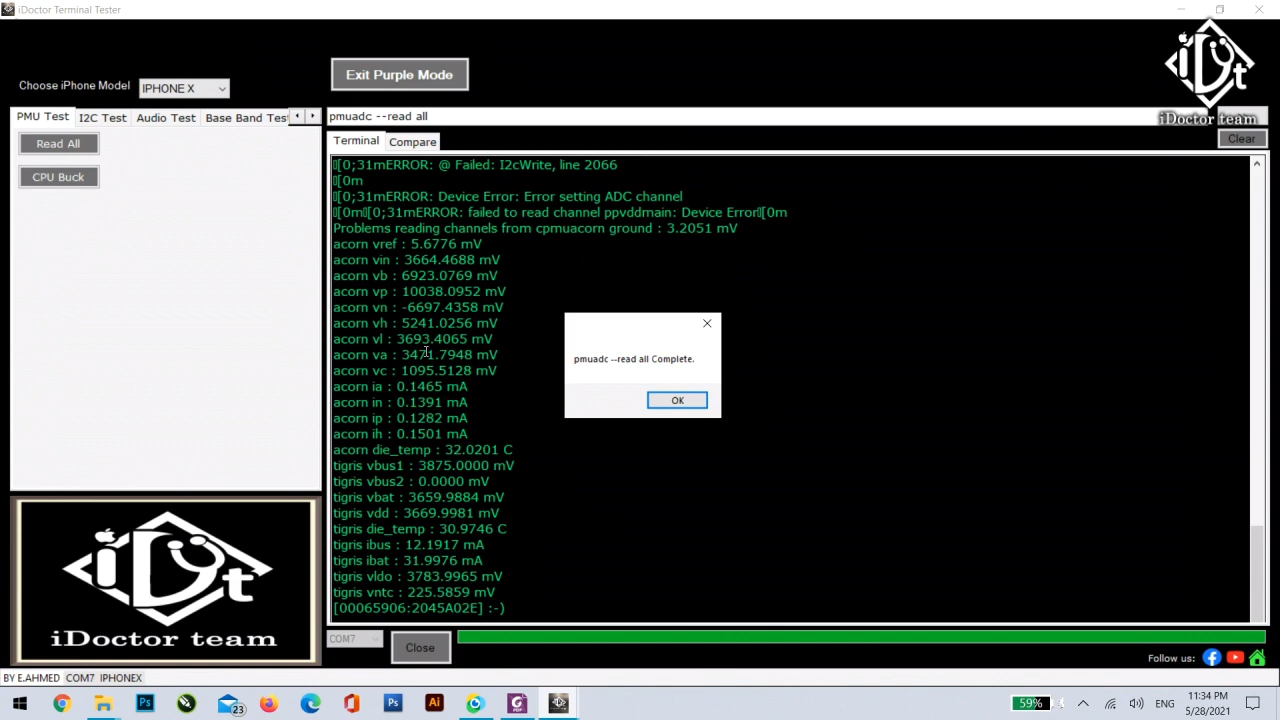 iDoctor Terminal Tester
Choose iPhone Model
IPHONE X
Exit Purple Mode
iDt
iDoctor team
PMU Test
I2C Test
Audio Test
Base Band Test
pmuadc --read all
Terminal
Compare
Clear
Read All
CPU Buck
[0;31mERROR: @ Failed: I2cWrite, line 2066
[0m
[0;31mERROR: Device Error: Error setting ADC channel
[0m[0;31mERROR: failed to read channel ppvddmain: Device Error[0m
Problems reading channels from cpmuacorn ground : 3.2051 mV
acorn vref : 5.6776 mV
acorn vin : 3664.4688 mV
acorn vb : 6923.0769 mV
acorn vp : 10038.0952 mV
acorn vn : -6697.4358 mV
acorn vh : 5241.0256 mV
acorn vl : 3693.4065 mV
acorn va : 3471.7948 mV
acorn vc : 1095.5128 mV
acorn ia : 0.1465 mA
acorn in : 0.1391 mA
acorn ip : 0.1282 mA
acorn ih : 0.1501 mA
acorn die_temp : 32.0201 C
tigris vbus1 : 3875.0000 mV
tigris vbus2 : 0.0000 mV
tigris vbat : 3659.9884 mV
tigris vdd : 3669.9981 mV
tigris die_temp : 30.9746 C
tigris ibus : 12.1917 mA
tigris ibat : 31.9976 mA
tigris vldo : 3783.9965 mV
tigris vntc : 225.5859 mV
[00065906:2045A02E] :-)
pmuadc --read all Complete.
OK
iDt
iDoctor team
COM7
Close
Follow us:
BY E.AHMED COM7 IPHONEX
23
59%
ENG
11:34 PM
5/28/2021